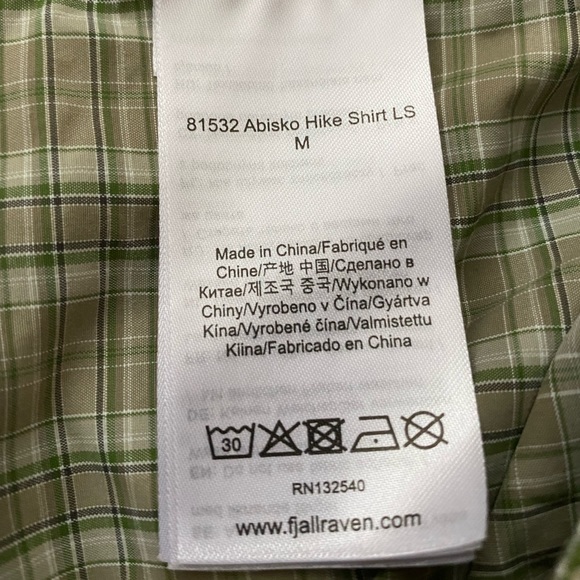 81532 Abisko Hike Shirt LS
M
Made in China/Fabriqué en
Chine/产地 中国/Сделано в
Китае/제조국 중국/Wykonano w
Chiny/Vyrobeno v Čína/Gyártva
Kína/Vyrobené čína/Valmistettu
Kiina/Fabricado en China
30
RN132540
www.fjallraven.com